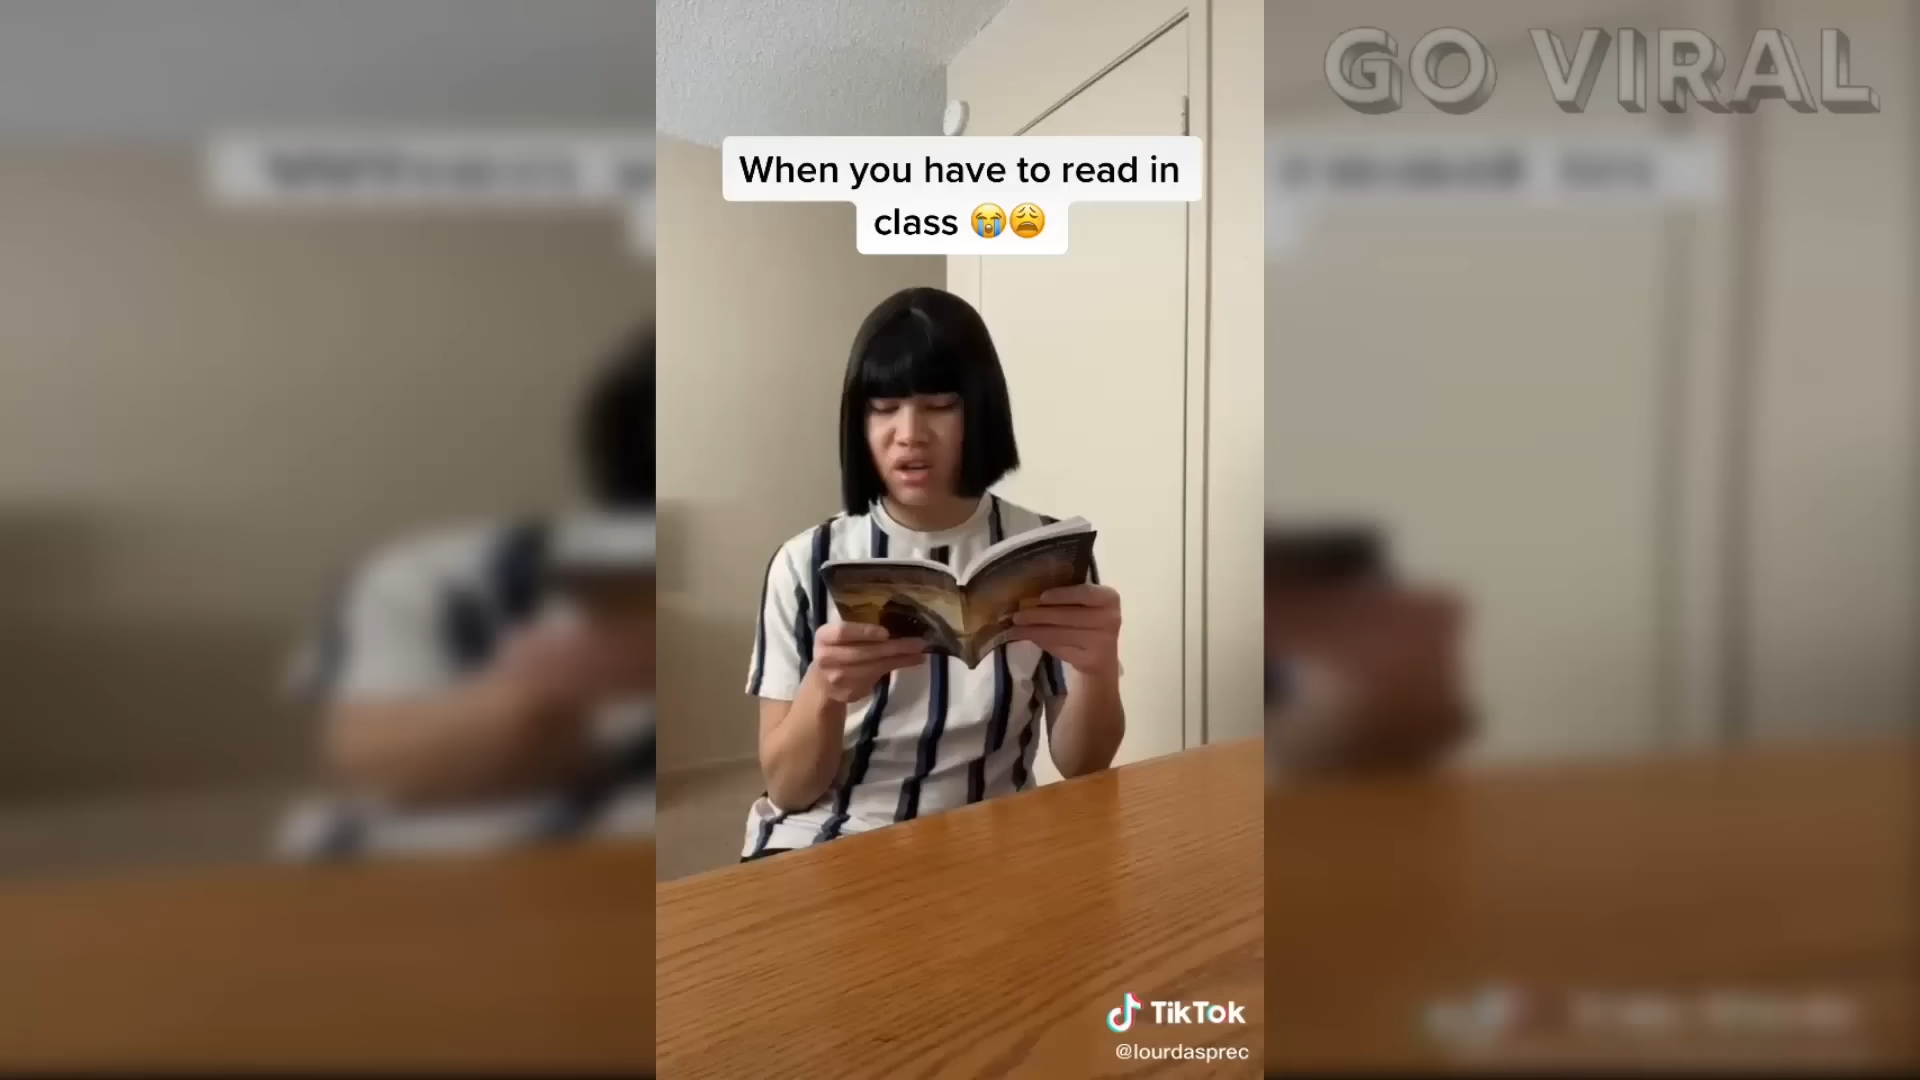 GO VIRAL
When you have to read in
class 😭😩
TikTok
@lourdasprec